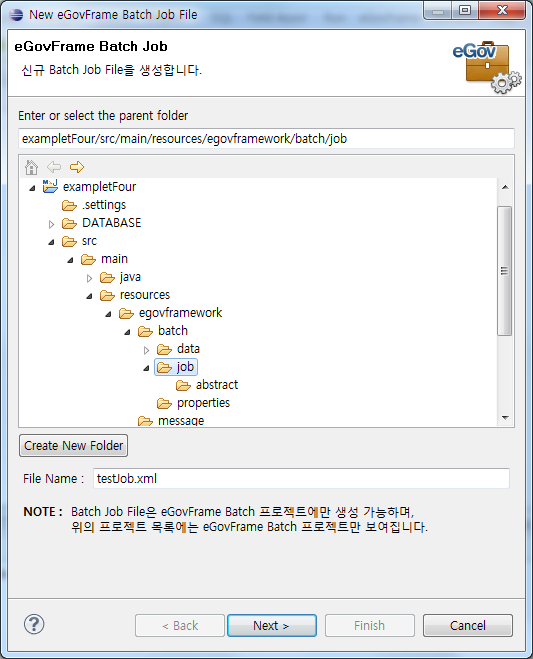 New eGovFrame Batch Job File
eGovFrame Batch Job
신규 Batch Job File을 생성합니다.
eGov
Enter or select the parent folder
exampletFour/src/main/resources/egovframework/batch/job
exampletFour
.settings
DATABASE
src
main
java
resources
egovframework
batch
data
job
abstract
properties
message
Create New Folder
File Name : testJob.xml
NOTE : Batch Job File은 eGovFrame Batch 프로젝트에만 생성 가능하며,
위의 프로젝트 목록에는 eGovFrame Batch 프로젝트만 보여집니다.
? < Back Next > Finish Cancel